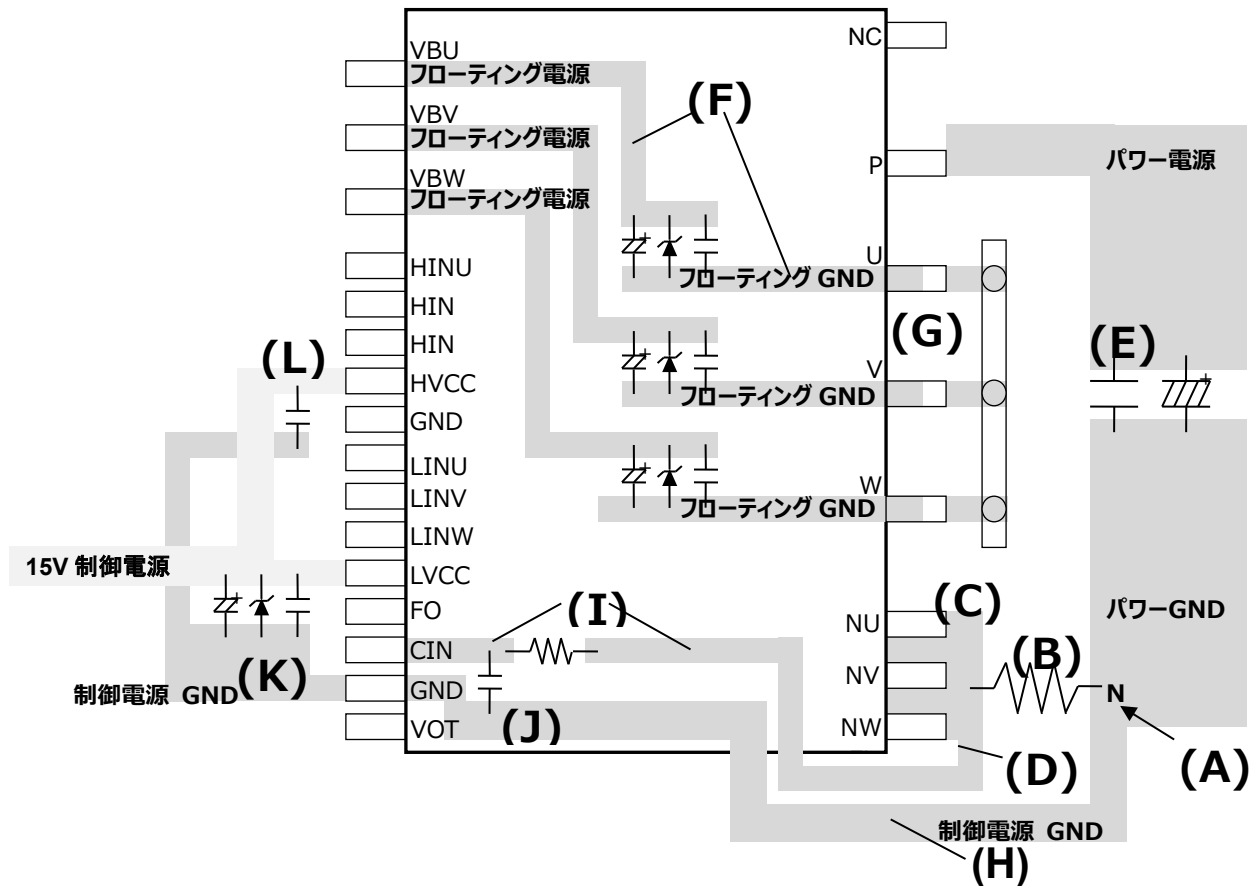 VBU
フローティング電源
VBV
フローティング電源
VBW
フローティング電源
HINU
HIN
HIN
HVCC
GND
LINU
LINV
LINW
LVCC
FO
CIN
GND
VOT
NC
P
U
V
W
NU
NV
NW
フローティング GND
フローティング GND
フローティング GND
パワー電源
パワーGND
15V 制御電源
制御電源 GND
制御電源 GND
N
(A)
(B)
(C)
(D)
(E)
(F)
(G)
(H)
(I)
(J)
(K)
(L)